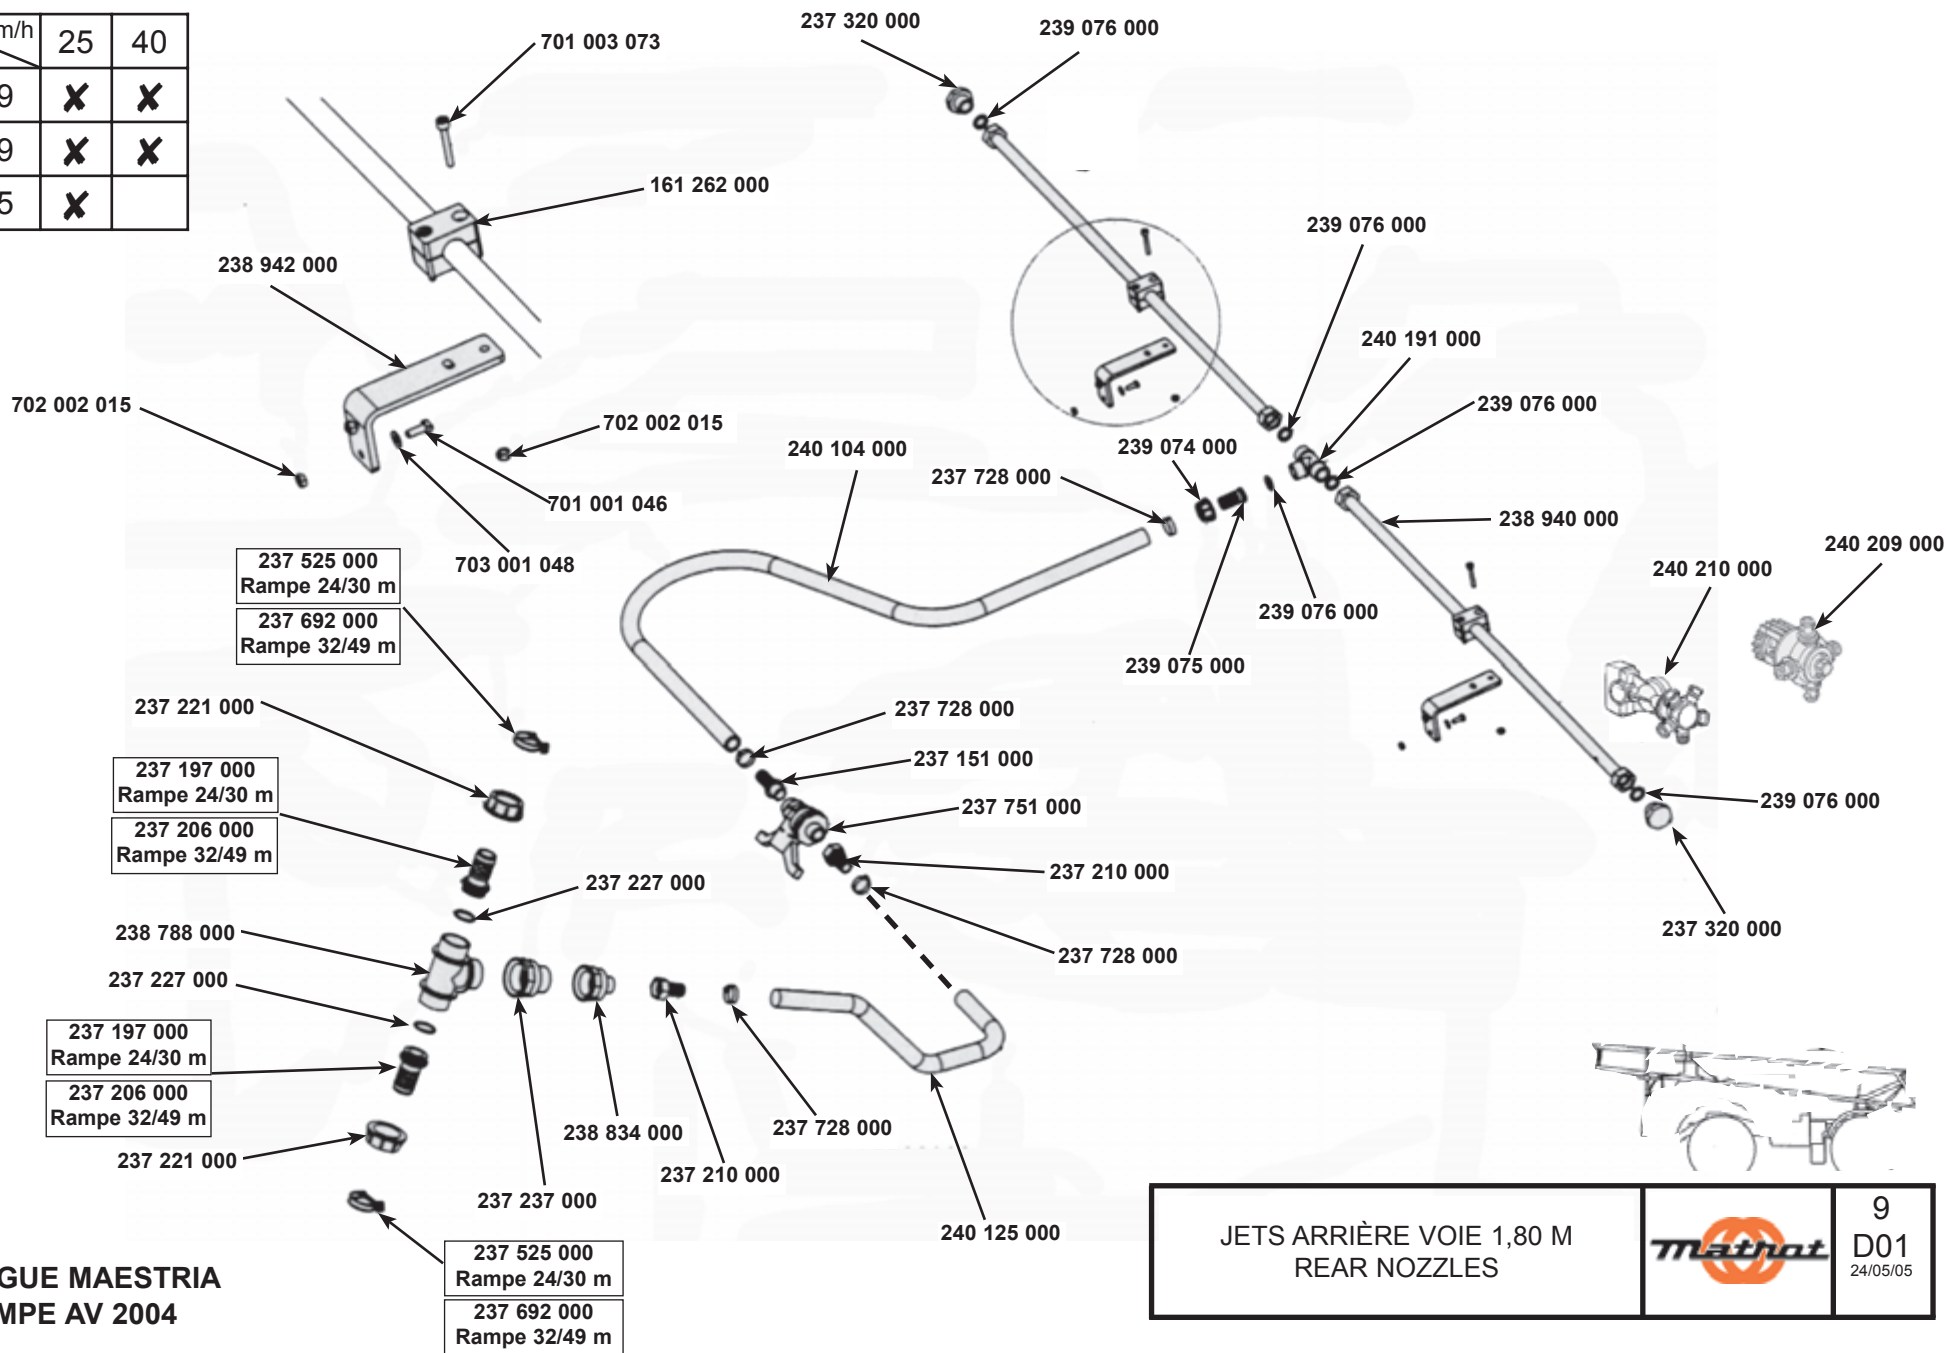 m/h 25 40
9 ✘ ✘
9 ✘ ✘
5 ✘
701 003 073
161 262 000
238 942 000
702 002 015
702 002 015
701 001 046
703 001 048
237 320 000
239 076 000
239 076 000
240 191 000
239 076 000
239 074 000
237 728 000
240 104 000
238 940 000
240 209 000
240 210 000
239 076 000
239 075 000
237 525 000
Rampe 24/30 m
237 692 000
Rampe 32/49 m
237 221 000
237 197 000
Rampe 24/30 m
237 206 000
Rampe 32/49 m
237 728 000
237 151 000
237 751 000
237 210 000
237 728 000
239 076 000
237 320 000
237 227 000
238 788 000
237 227 000
237 197 000
Rampe 24/30 m
237 206 000
Rampe 32/49 m
237 221 000
238 834 000
237 728 000
237 210 000
237 237 000
240 125 000
237 525 000
Rampe 24/30 m
237 692 000
Rampe 32/49 m
GUE MAESTRIA
MPE AV 2004
JETS ARRIÈRE VOIE 1,80 M
REAR NOZZLES
mathot
9
D01
24/05/05